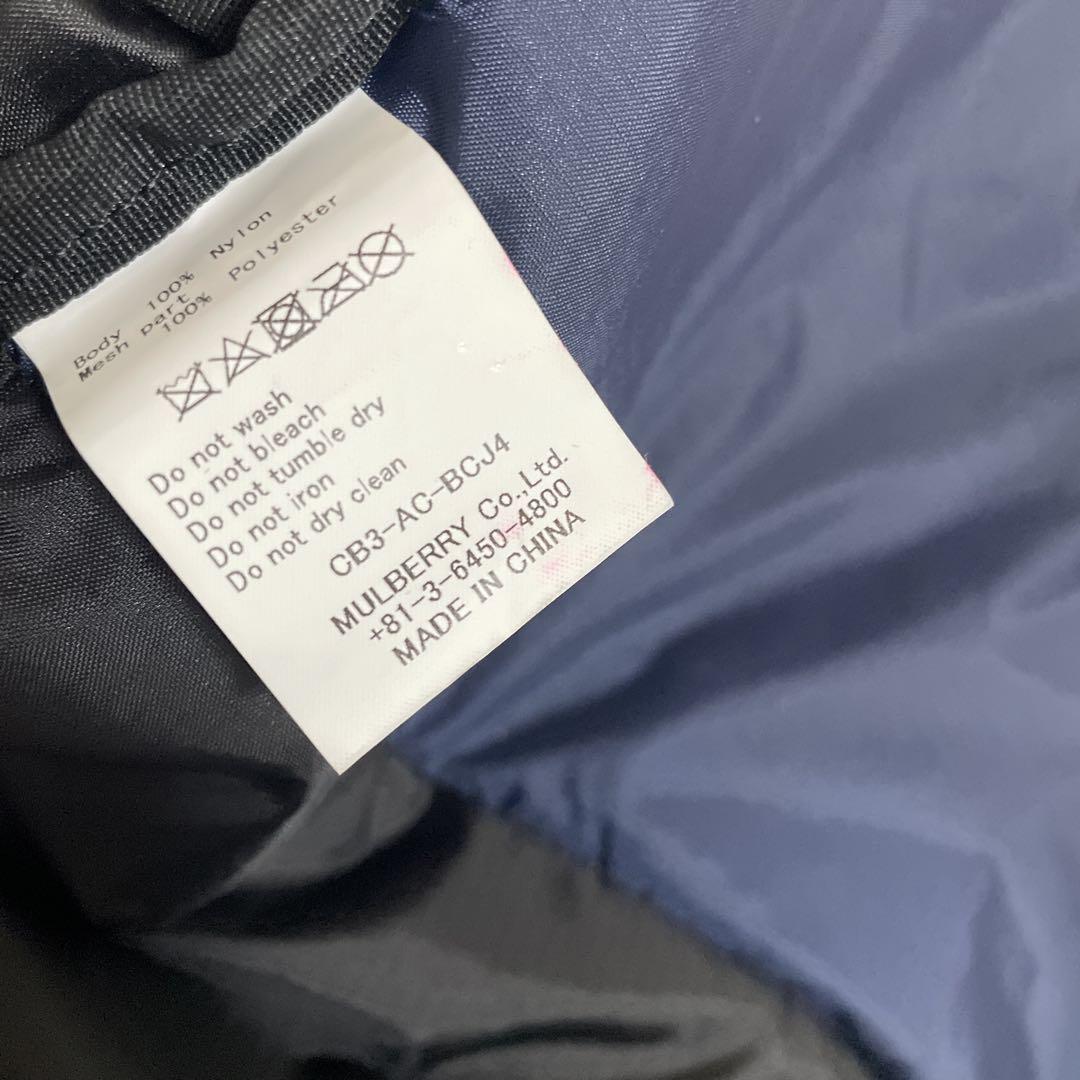 Body 100% Nylon
Mesh part
100% Polyester
Do not wash
Do not bleach
Do not tumble dry
Do not iron
Do not dry clean
CB3-AC-BCJ4
MULBERRY Co.,Ltd.
+81-3-6450-4800
MADE IN CHINA